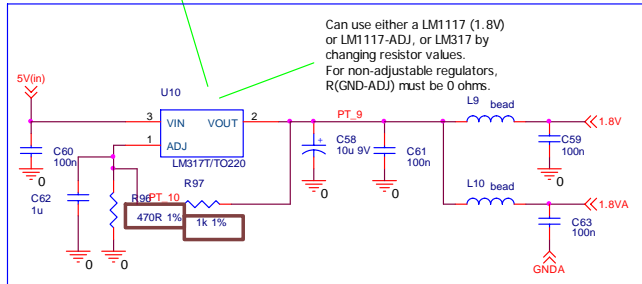 Can use either a LM1117 (1.8V)
or LM1117-ADJ, or LM317 by
changing resistor values.
For non-adjustable regulators,
R(GND-ADJ) must be 0 ohms.
5V(in)
U10
3
VIN
VOUT
2
1
ADJ
LM317T/TO220
PT_9
L9
bead
1.8V
C60
100n
0
C58
10u 9V
0
C61
100n
0
C59
100n
0
C62
1u
0
R96
470R 1%
0
PT_10
R97
1k 1%
L10
bead
1.8VA
C63
100n
GNDA